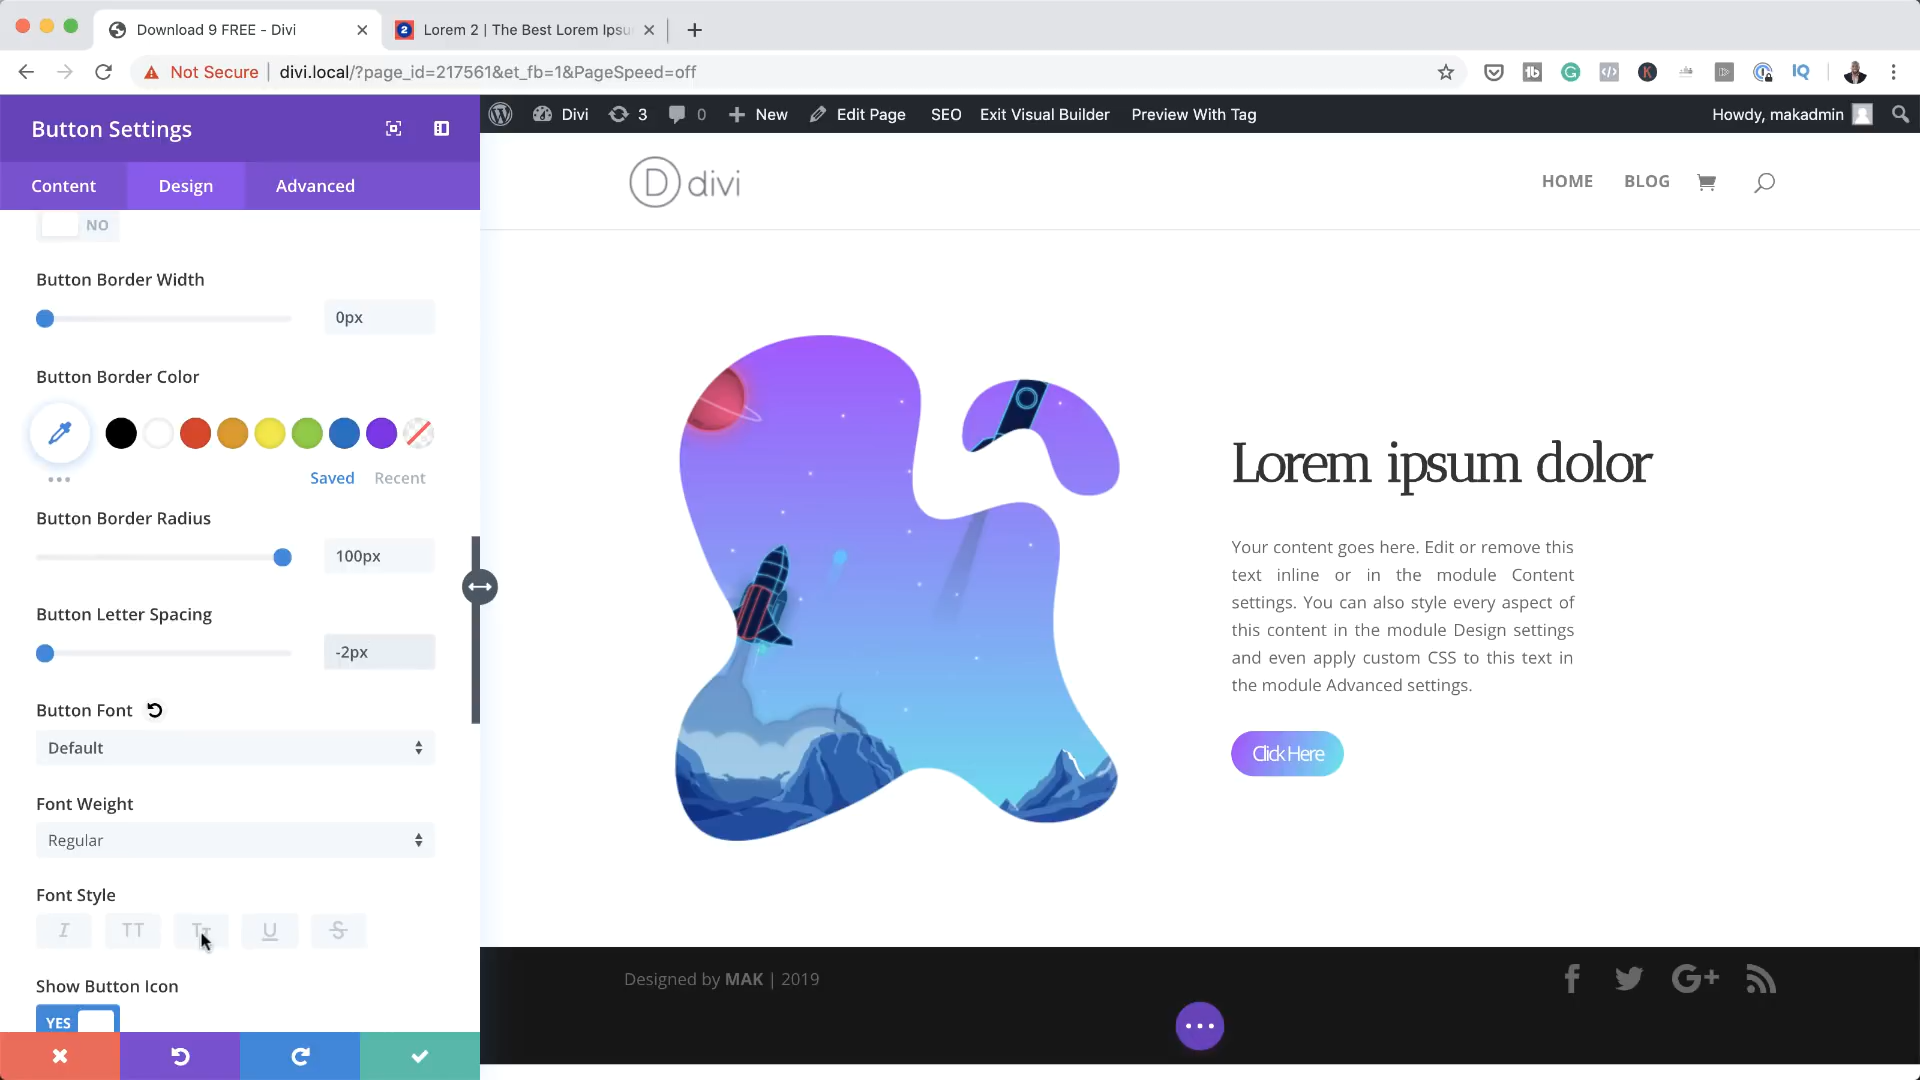 Download 9 FREE - Divi
Lorem 2 | The Best Lorem Ipsu
Not Secure
divi.local/?page_id=217561&et_fb=1&PageSpeed=off
Button Settings
Divi
3
0
New
Edit Page
SEO
Exit Visual Builder
Preview With Tag
Howdy, makadmin
Content
Design
Advanced
D divi
HOME
BLOG
NO
Button Border Width
0px
Button Border Color
Saved
Recent
Button Border Radius
100px
Button Letter Spacing
-2px
Button Font
Default
Font Weight
Regular
Font Style
I
TT
Tt
U
S
Show Button Icon
YES
Lorem ipsum dolor
Your content goes here. Edit or remove this
text inline or in the module Content
settings. You can also style every aspect of
this content in the module Design settings
and even apply custom CSS to this text in
the module Advanced settings.
Click Here
Designed by MAK | 2019
G+